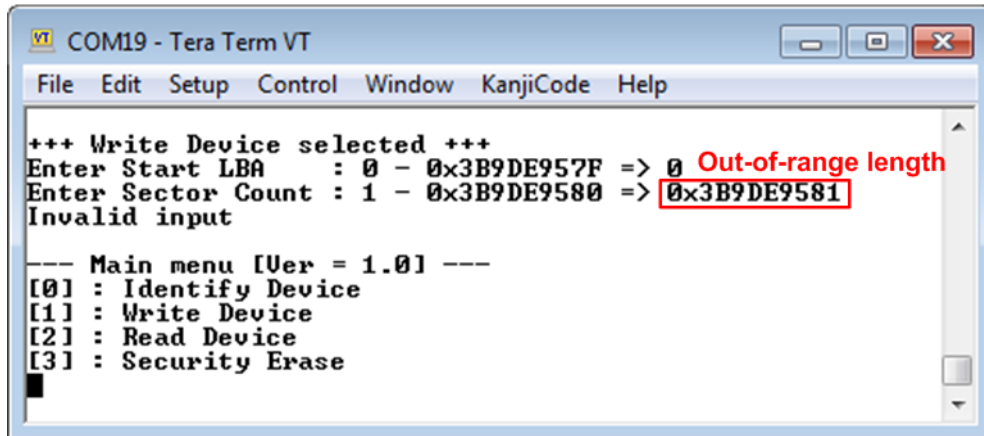 VT COM19 - Tera Term VT
File Edit Setup Control Window KanjiCode Help
+++ Write Device selected +++
Enter Start LBA : 0 - 0x3B9DE957F => 0 Out-of-range length
Enter Sector Count : 1 - 0x3B9DE9580 => 0x3B9DE9581
Invalid input
--- Main menu [Ver = 1.0] ---
[0] : Identify Device
[1] : Write Device
[2] : Read Device
[3] : Security Erase